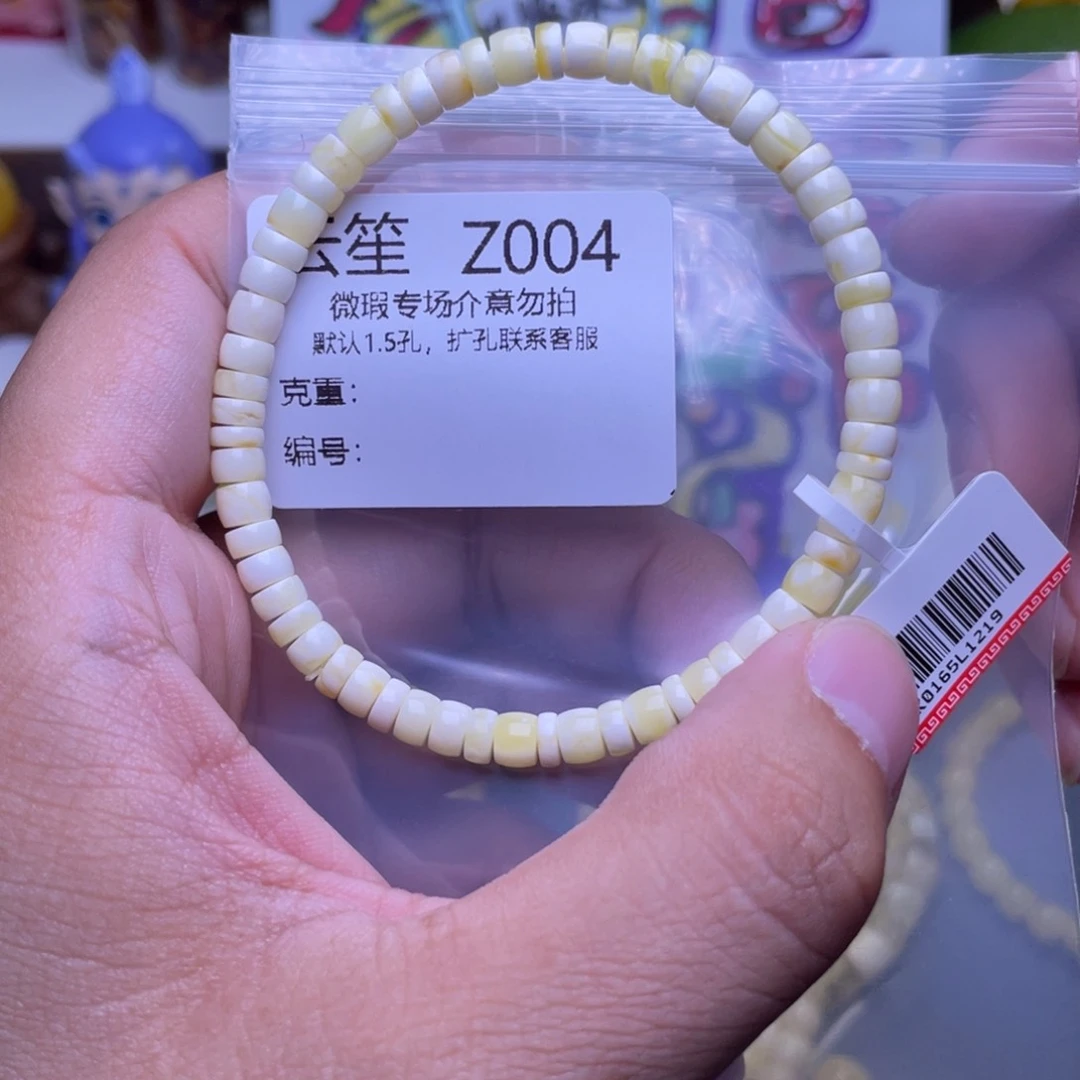 笙 Z004
微瑕专场介意勿拍
默认1.5孔，扩孔联系客服
克重：
编号：
0165L1219